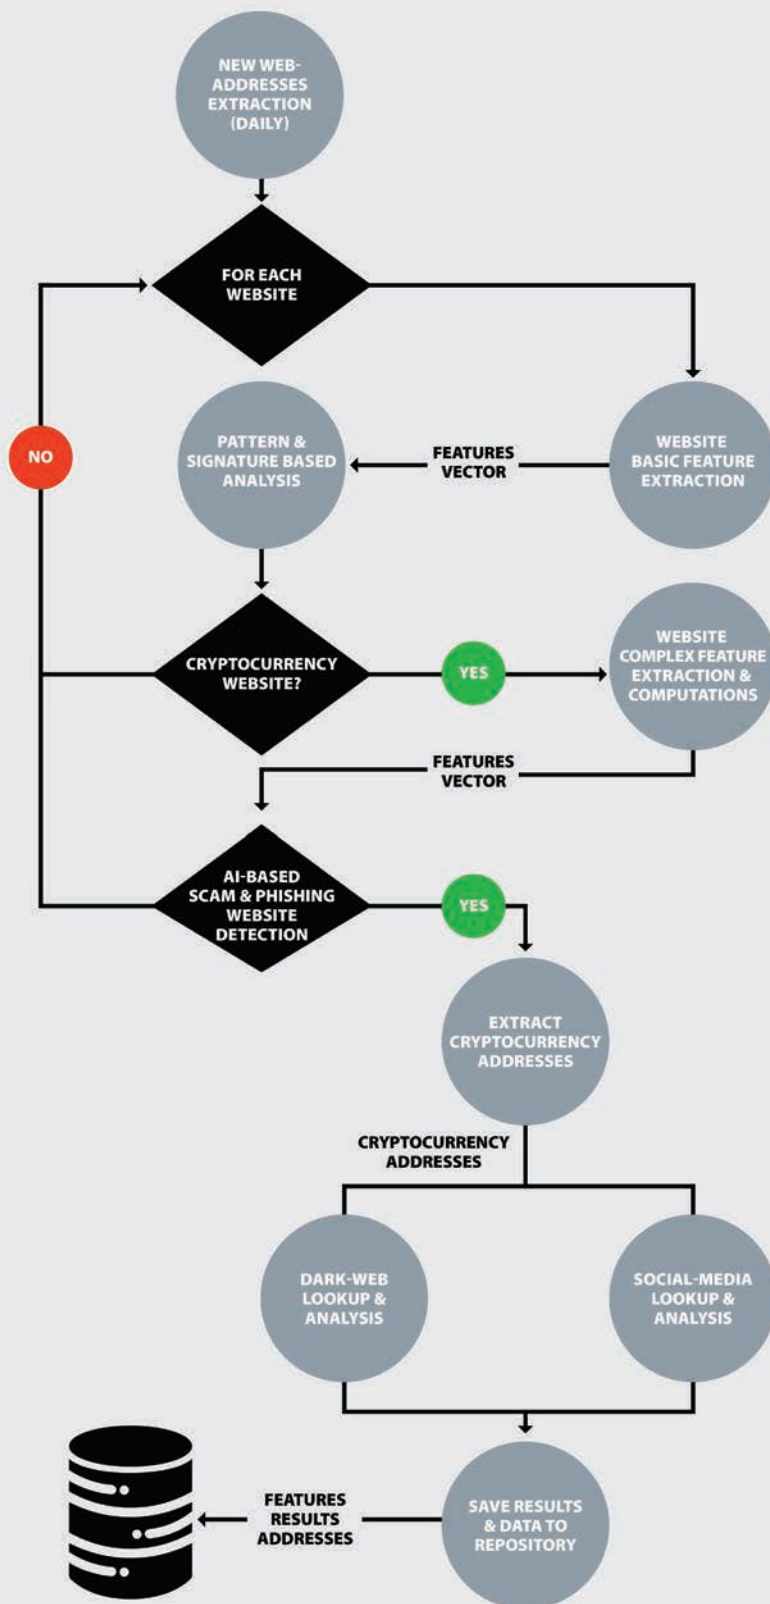 NEW WEB-
ADDRESSES
EXTRACTION
(DAILY)
FOR EACH
WEBSITE
NO
PATTERN &
SIGNATURE BASED
ANALYSIS
FEATURES
VECTOR
WEBSITE
BASIC FEATURE
EXTRACTION
CRYPTOCURRENCY
WEBSITE?
YES
WEBSITE
COMPLEX FEATURE
EXTRACTION &
COMPUTATIONS
FEATURES
VECTOR
AI-BASED
SCAM & PHISHING
WEBSITE
DETECTION
YES
EXTRACT
CRYPTOCURRENCY
ADDRESSES
CRYPTOCURRENCY
ADDRESSES
DARK-WEB
LOOKUP &
ANALYSIS
SOCIAL-MEDIA
LOOKUP &
ANALYSIS
FEATURES
RESULTS
ADDRESSES
SAVE RESULTS
& DATA TO
REPOSITORY